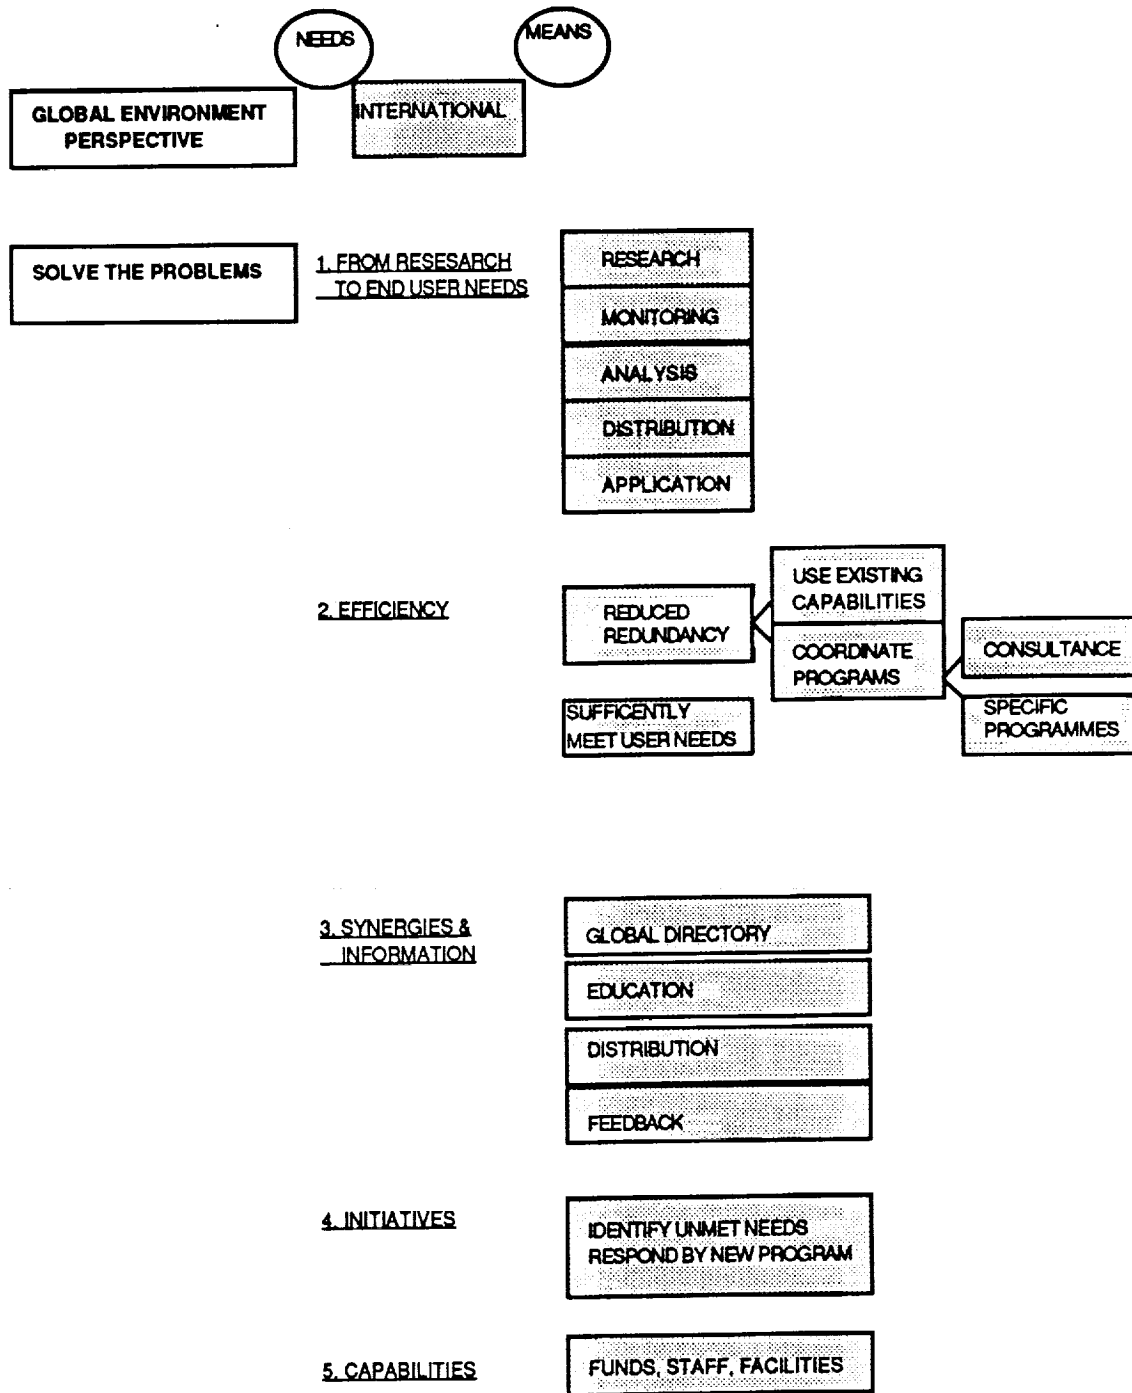 NEEDS
MEANS
GLOBAL ENVIRONMENT
PERSPECTIVE
INTERNATIONAL
SOLVE THE PROBLEMS
1. FROM RESESARCH
TO END USER NEEDS
RESEARCH
MONITORING
ANALYSIS
DISTRIBUTION
APPLICATION
2. EFFICIENCY
REDUCED
REDUNDANCY
USE EXISTING
CAPABILITIES
COORDINATE
PROGRAMS
CONSULTANCE
SPECIFIC
PROGRAMMES
SUFFICENTLY
MEET USER NEEDS
3. SYNERGIES &
INFORMATION
GLOBAL DIRECTORY
EDUCATION
DISTRIBUTION
FEEDBACK
4. INITIATIVES
IDENTIFY UNMET NEEDS
RESPOND BY NEW PROGRAM
5. CAPABILITIES
FUNDS, STAFF, FACILITIES